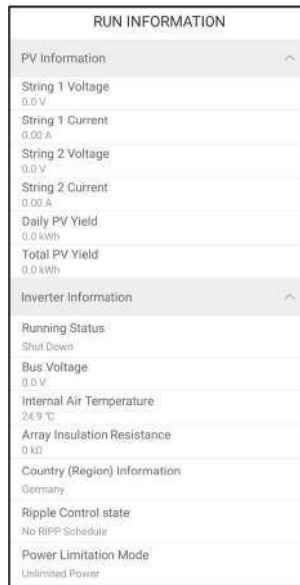 RUN INFORMATION
PV Information
String 1 Voltage
0.0 V
String 1 Current
0.00 A
String 2 Voltage
0.0 V
String 2 Current
0.00 A
Daily PV Yield
0.0 kWh
Total PV Yield
0.0 kWh
Inverter Information
Running Status
Shut Down
Bus Voltage
0.0 V
Internal Air Temperature
24.9 ℃
Array Insulation Resistance
0 kΩ
Country (Region) Information
Germany
Ripple Control state
No RIPP Schedule
Power Limitation Mode
Unlimited Power